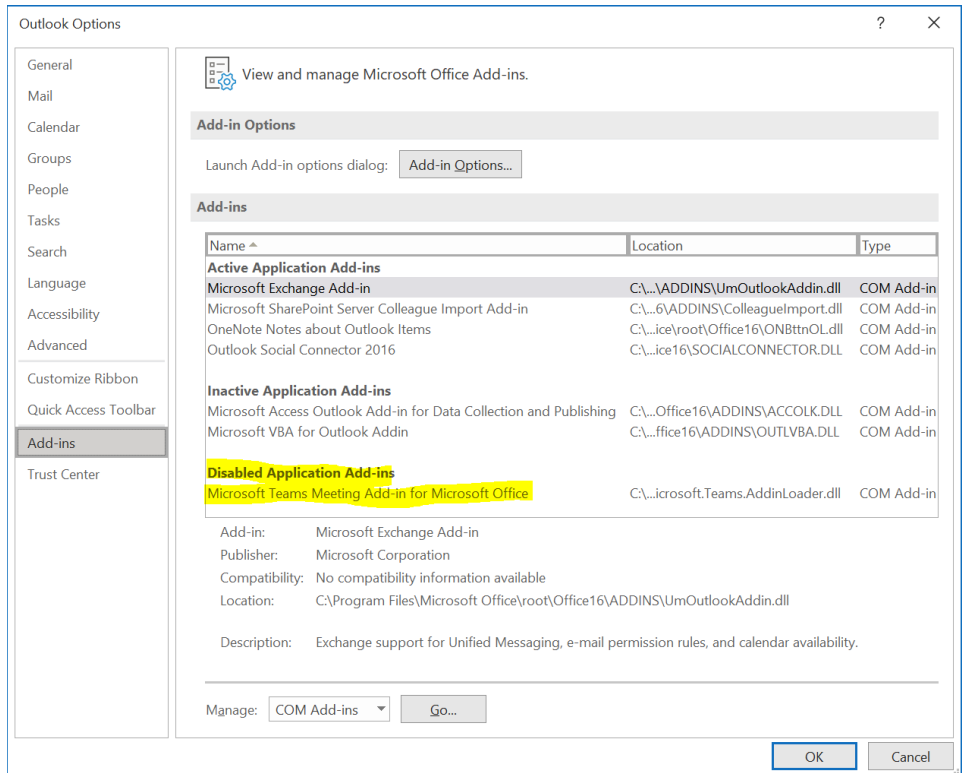 Outlook Options ? ✕
General
Mail
Calendar
Groups
People
Tasks
Search
Language
Accessibility
Advanced
Customize Ribbon
Quick Access Toolbar
Add-ins
Trust Center
View and manage Microsoft Office Add-ins.
Add-in Options
Launch Add-in options dialog: Add-in Options...
Add-ins
Name Location Type
Active Application Add-ins
Microsoft Exchange Add-in C:\...\ADDINS\UmOutlookAddin.dll COM Add-in
Microsoft SharePoint Server Colleague Import Add-in C:\...6\ADDINS\ColleagueImport.dll COM Add-in
OneNote Notes about Outlook Items C:\...ice\root\Office16\ONBttnOL.dll COM Add-in
Outlook Social Connector 2016 C:\...ice16\SOCIALCONNECTOR.DLL COM Add-in
Inactive Application Add-ins
Microsoft Access Outlook Add-in for Data Collection and Publishing C:\...Office16\ADDINS\ACCOLK.DLL COM Add-in
Microsoft VBA for Outlook Addin C:\...ffice16\ADDINS\OUTLVBA.DLL COM Add-in
Disabled Application Add-ins
Microsoft Teams Meeting Add-in for Microsoft Office C:\...icrosoft.Teams.AddinLoader.dll COM Add-in
Add-in: Microsoft Exchange Add-in
Publisher: Microsoft Corporation
Compatibility: No compatibility information available
Location: C:\Program Files\Microsoft Office\root\Office16\ADDINS\UmOutlookAddin.dll
Description: Exchange support for Unified Messaging, e-mail permission rules, and calendar availability.
Manage: COM Add-ins Go...
OK Cancel